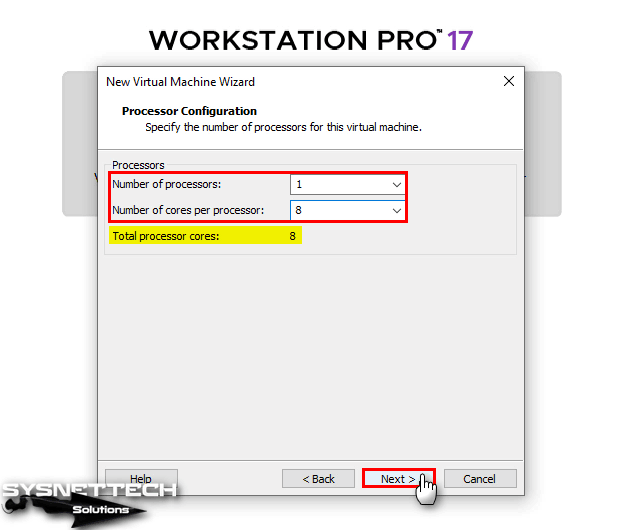 WORKSTATION PRO™ 17
New Virtual Machine Wizard
Processor Configuration
Specify the number of processors for this virtual machine.
Processors
Number of processors: 1
Number of cores per processor: 8
Total processor cores: 8
Help < Back Next > Cancel
SYSNETTECH
Solutions